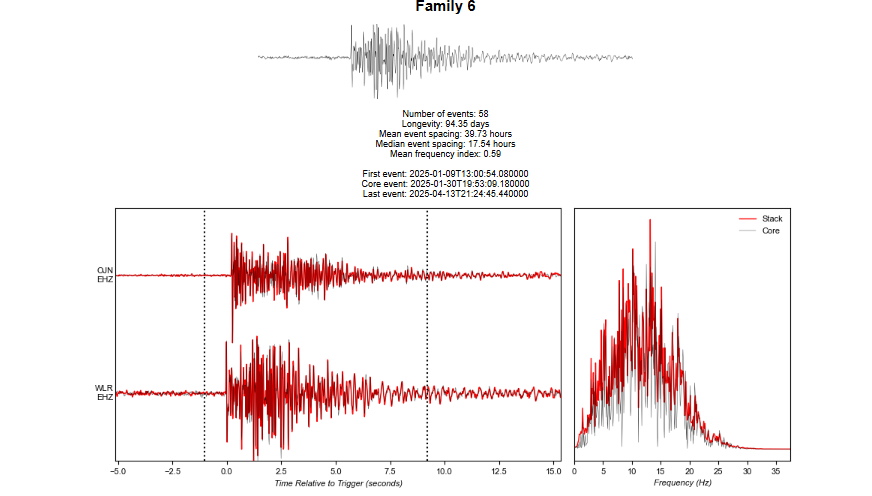 Family 6
Number of events: 58
Longevity: 94.35 days
Mean event spacing: 39.73 hours
Median event spacing: 17.54 hours
Mean frequency index: 0.59
First event: 2025-01-09T13:00:54.080000
Core event: 2025-01-30T19:53:09.180000
Last event: 2025-04-13T21:24:45.440000
Stack
Core
OJN
EHZ
WLR
EHZ
−5.0 −2.5 0.0 2.5 5.0 7.5 10.0 12.5 15.0
Time Relative to Trigger (seconds)
0 5 10 15 20 25 30 35
Frequency (Hz)